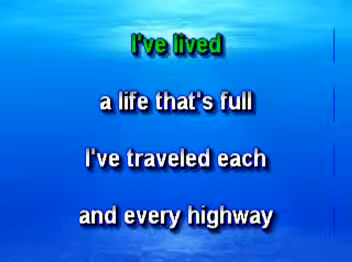 I've lived
a life that's full
I've traveled each
and every highway